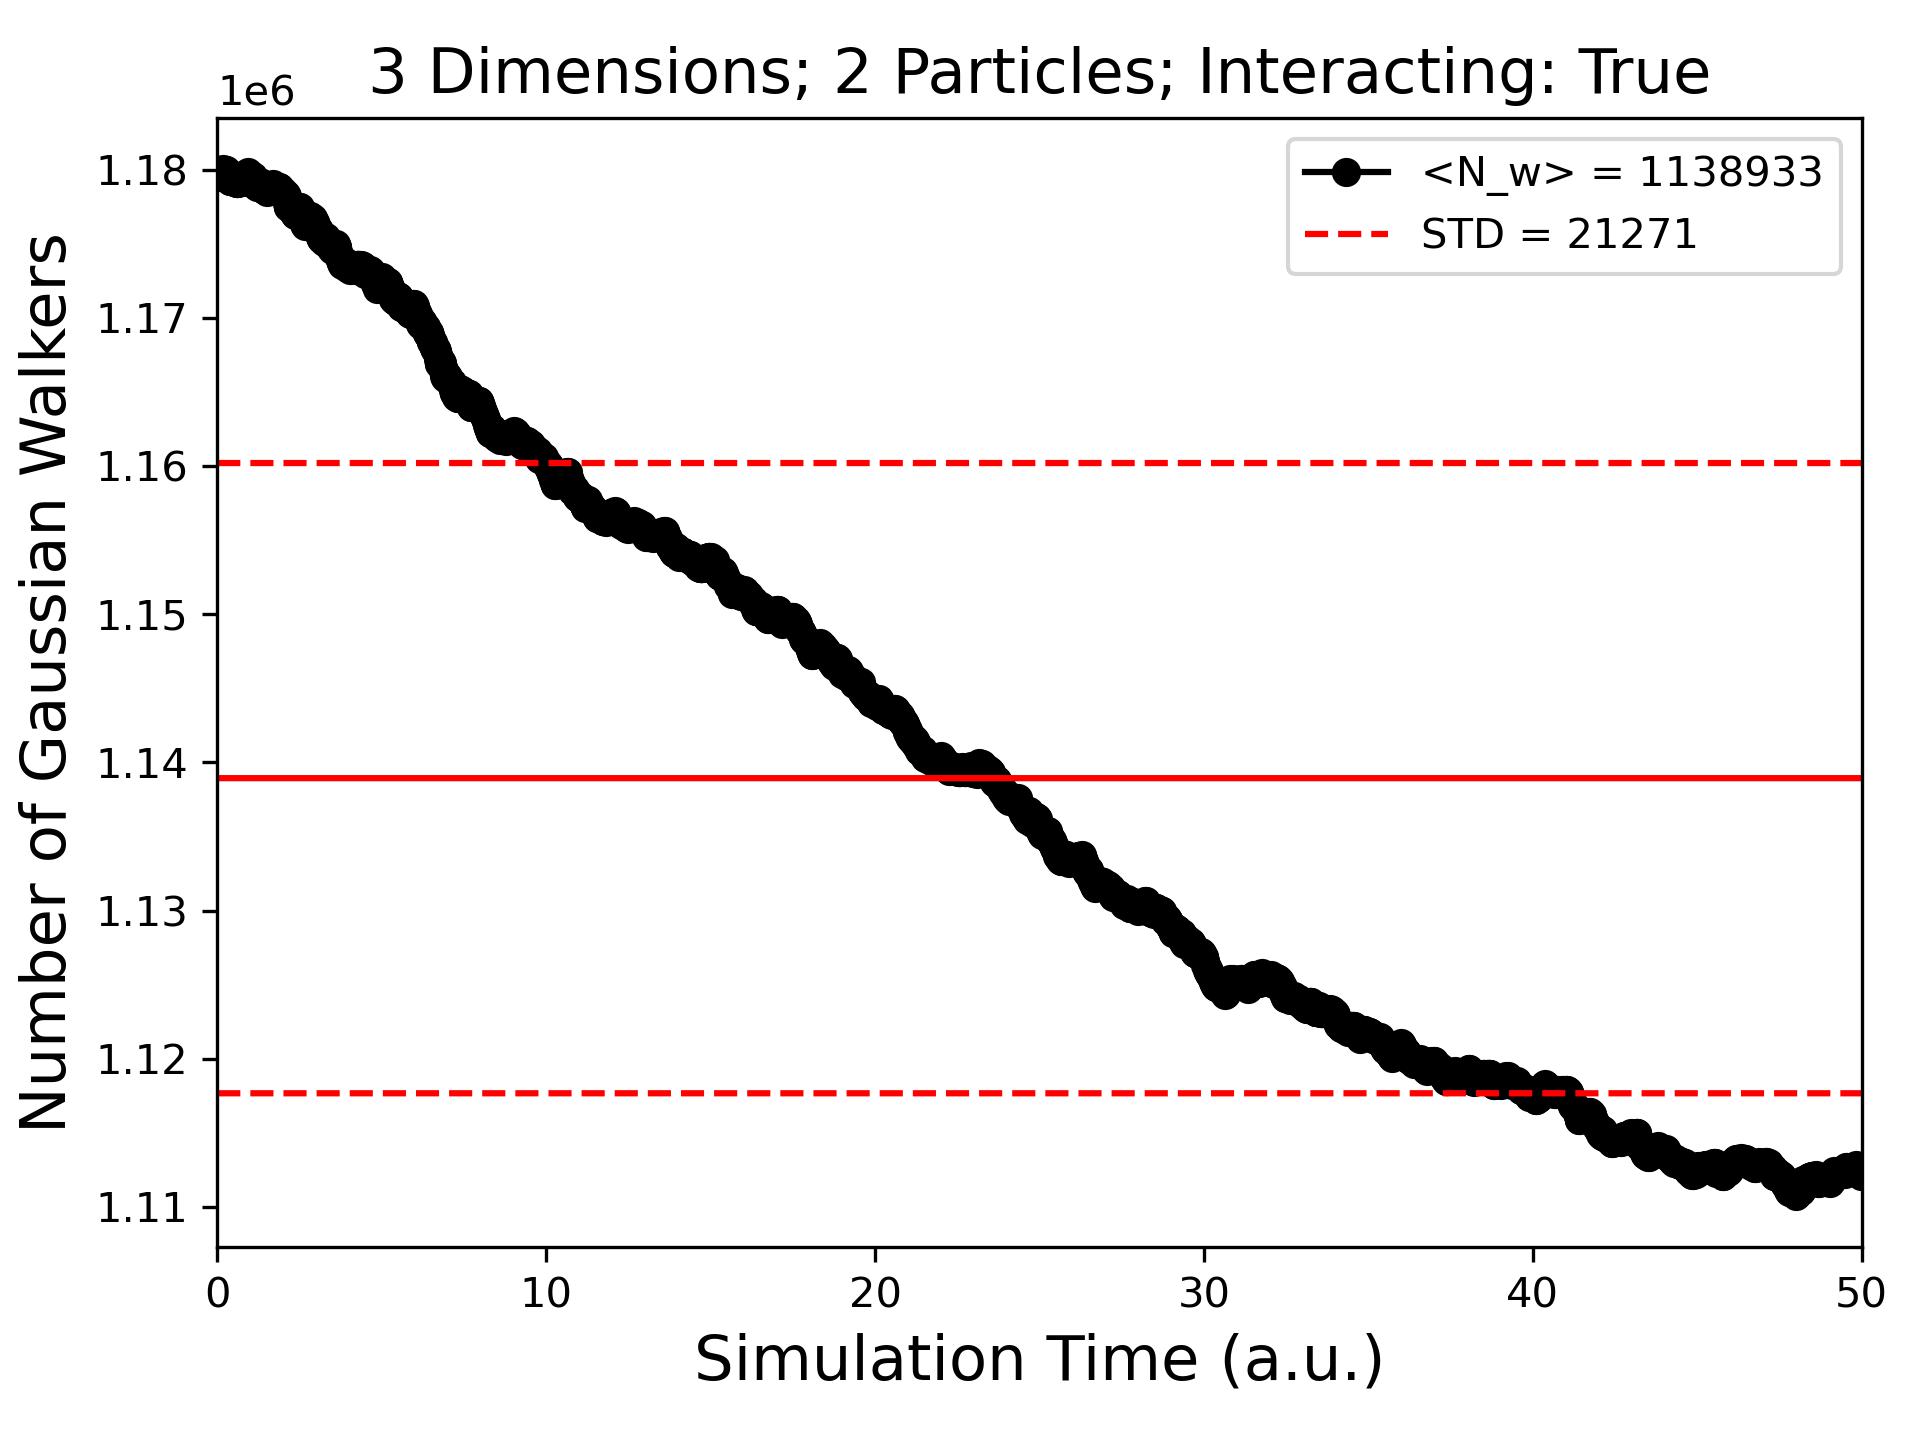 3 Dimensions; 2 Particles; Interacting: True
1e6
<N_w> = 1138933
STD = 21271
Number of Gaussian Walkers
1.18
1.17
1.16
1.15
1.14
1.13
1.12
1.11
0 10 20 30 40 50
Simulation Time (a.u.)